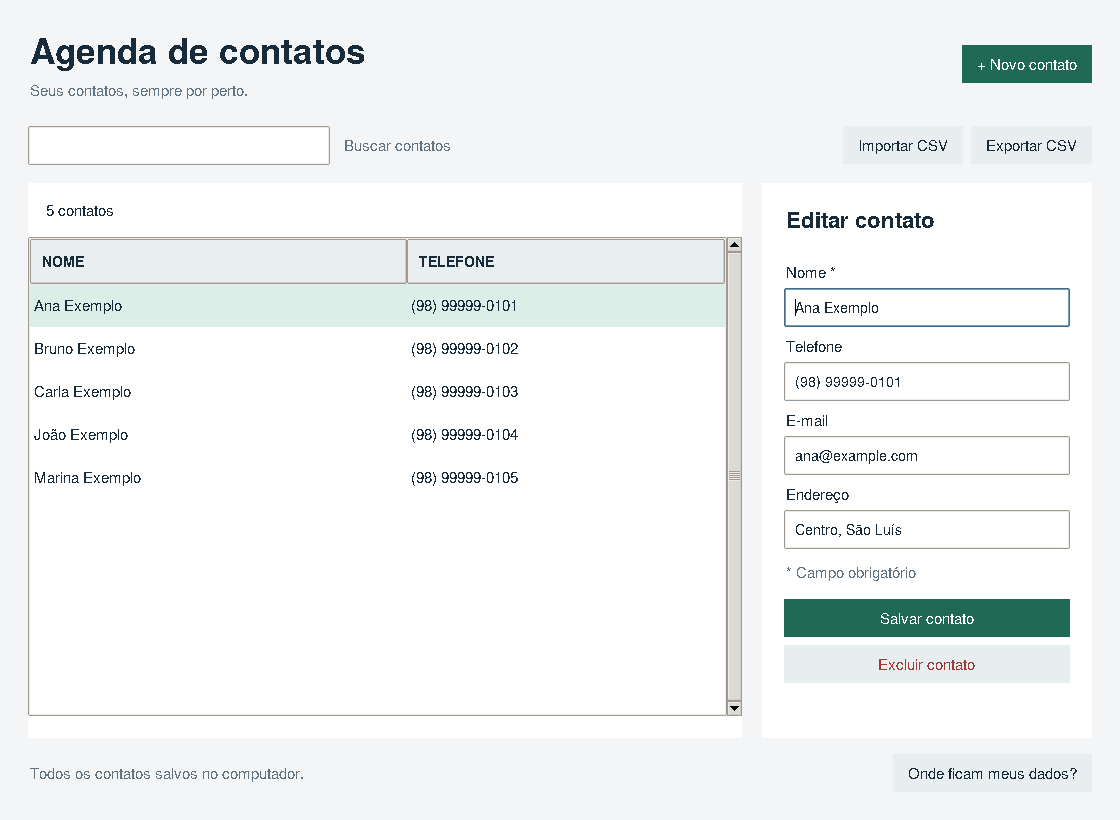 Agenda de contatos
+ Novo contato
Seus contatos, sempre por perto.
Buscar contatos
Importar CSV
Exportar CSV
5 contatos
NOME TELEFONE
Ana Exemplo (98) 99999-0101
Bruno Exemplo (98) 99999-0102
Carla Exemplo (98) 99999-0103
João Exemplo (98) 99999-0104
Marina Exemplo (98) 99999-0105
Editar contato
Nome *
Ana Exemplo
Telefone
(98) 99999-0101
E-mail
ana@example.com
Endereço
Centro, São Luís
* Campo obrigatório
Salvar contato
Excluir contato
Todos os contatos salvos no computador.
Onde ficam meus dados?